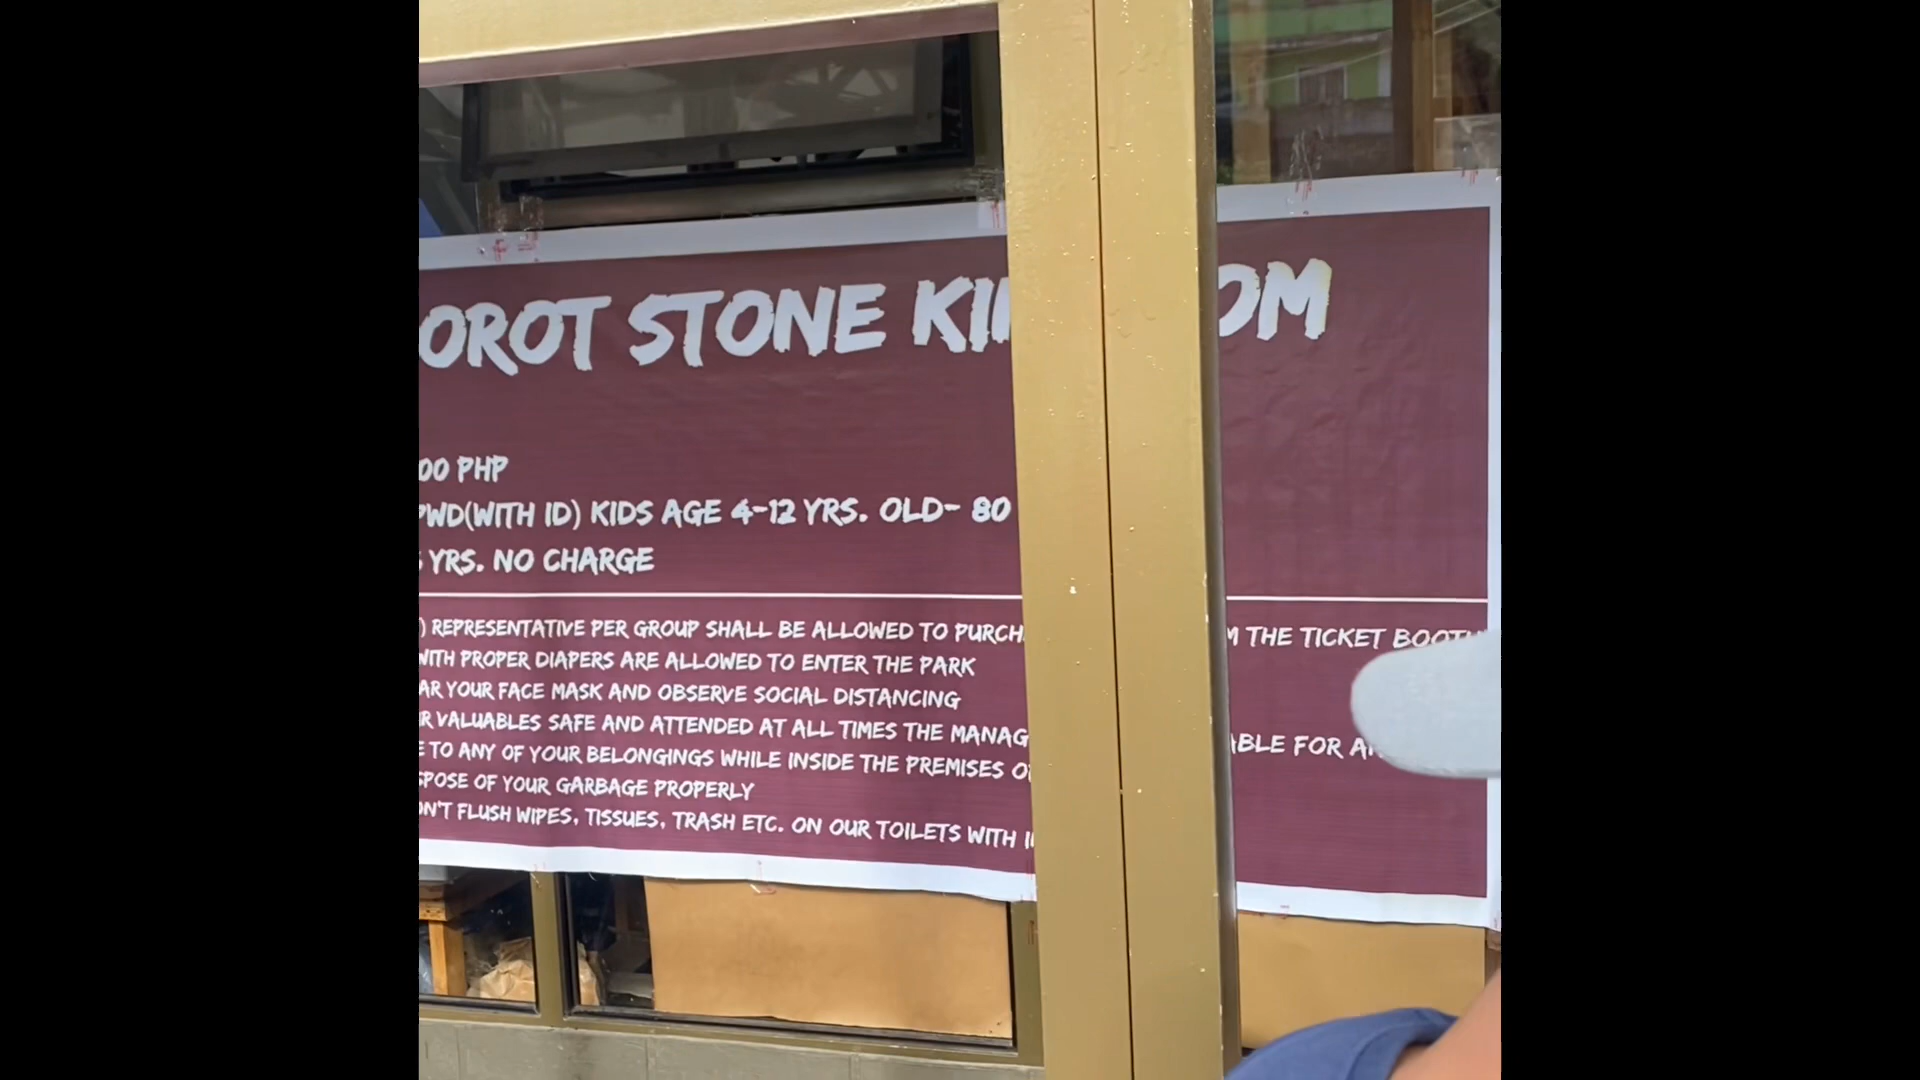 OROT STONE KI OM
00 PHP
PWD(WITH ID) KIDS AGE 4-12 YRS. OLD- 80
YRS. NO CHARGE
) REPRESENTATIVE PER GROUP SHALL BE ALLOWED TO PURCH M THE TICKET BOOTH
WITH PROPER DIAPERS ARE ALLOWED TO ENTER THE PARK
AR YOUR FACE MASK AND OBSERVE SOCIAL DISTANCING
R VALUABLES SAFE AND ATTENDED AT ALL TIMES THE MANAG ABLE FOR A
E TO ANY OF YOUR BELONGINGS WHILE INSIDE THE PREMISES O
SPOSE OF YOUR GARBAGE PROPERLY
ON'T FLUSH WIPES, TISSUES, TRASH ETC. ON OUR TOILETS WITH I